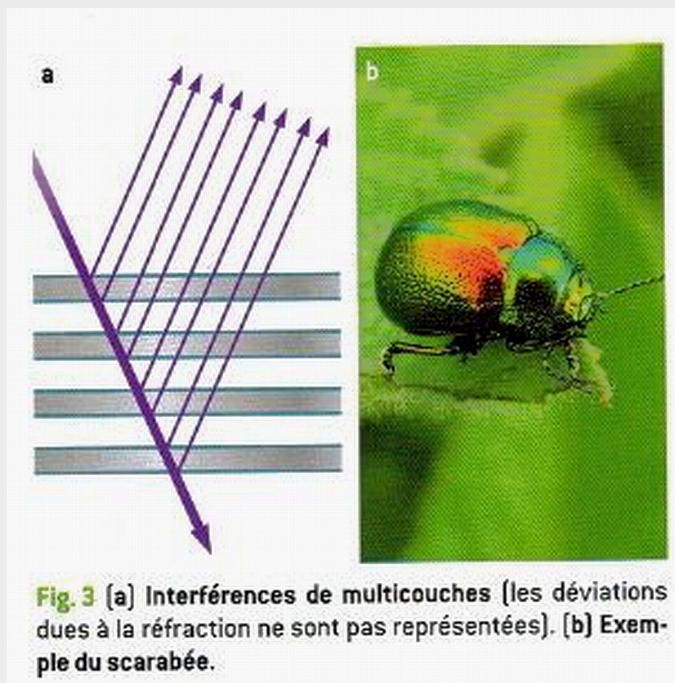 a
b
Fig. 3 (a) Interférences de multicouches (les déviations
dues à la réfraction ne sont pas représentées). (b) Exem-
ple du scarabée.